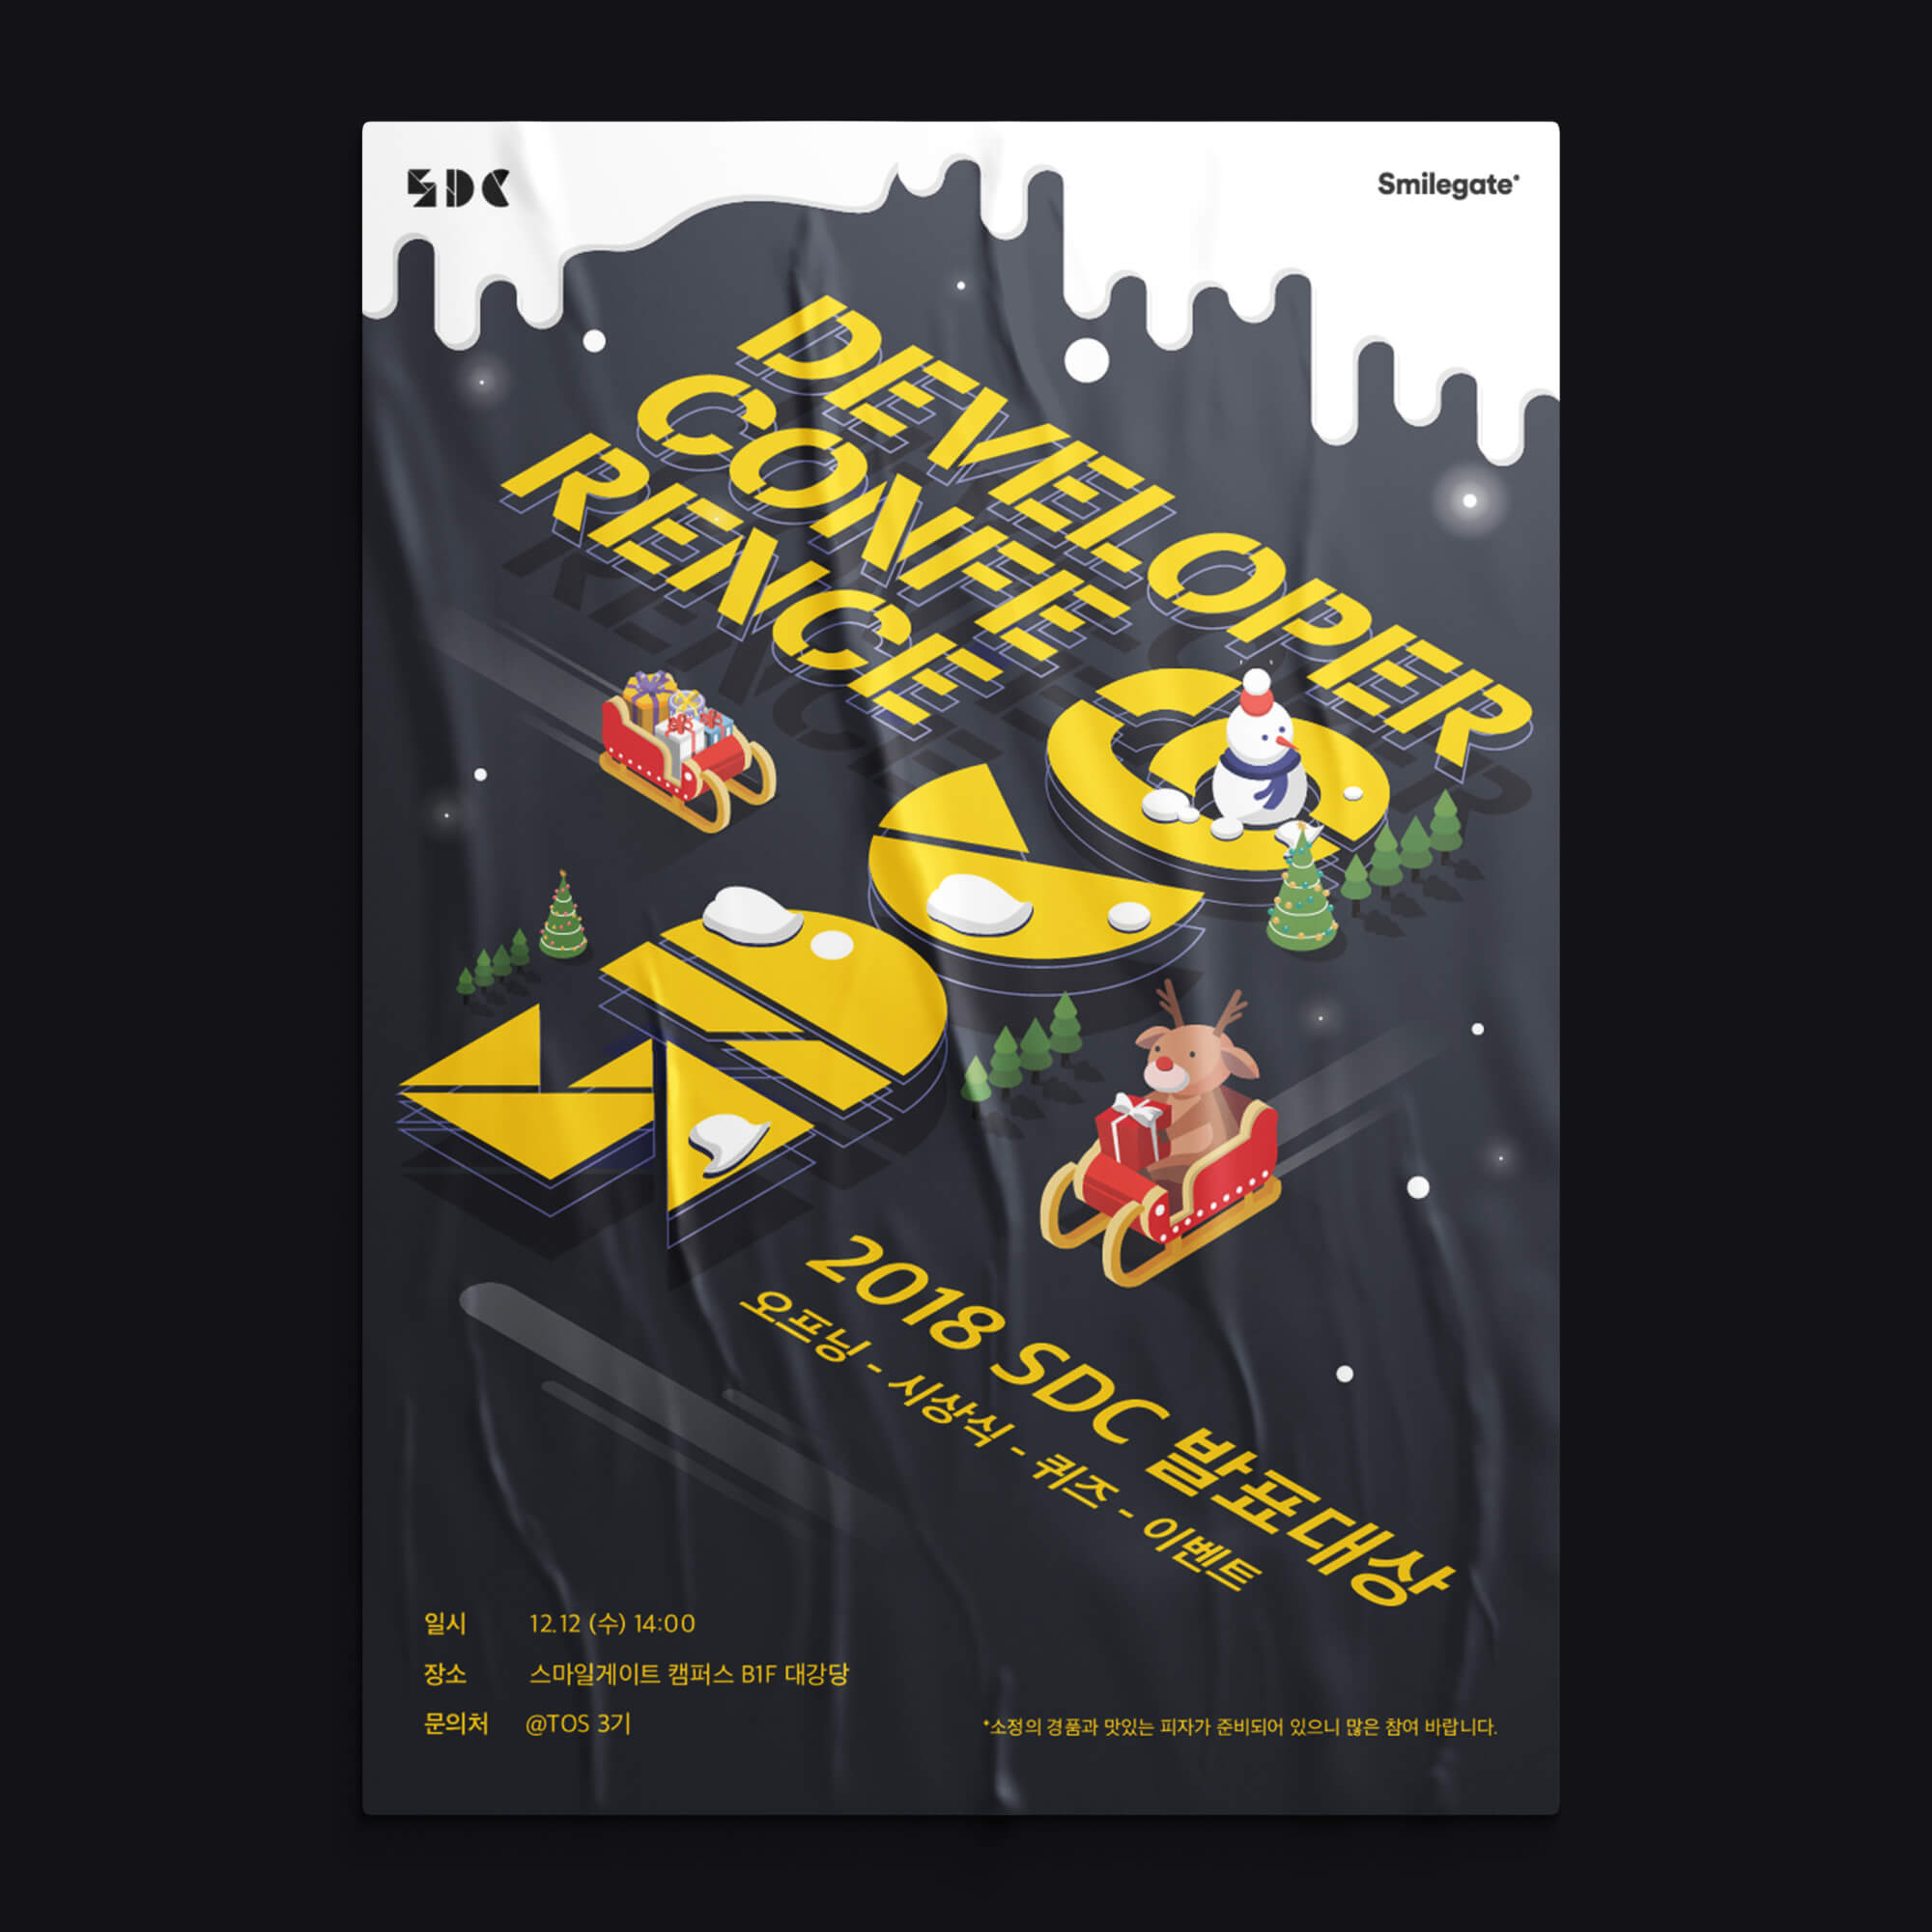 SDC
Smilegate
DEVELOPER
CONFE
RENCE
SDCO
2018 SDC 발표대상
오프닝 - 시상식 - 퀴즈 - 이벤트
일시 12.12 (수) 14:00
장소 스마일게이트 캠퍼스 B1F 대강당
문의처 @TOS 3기
*소정의 경품과 맛있는 피자가 준비되어 있으니 많은 참여 바랍니다.